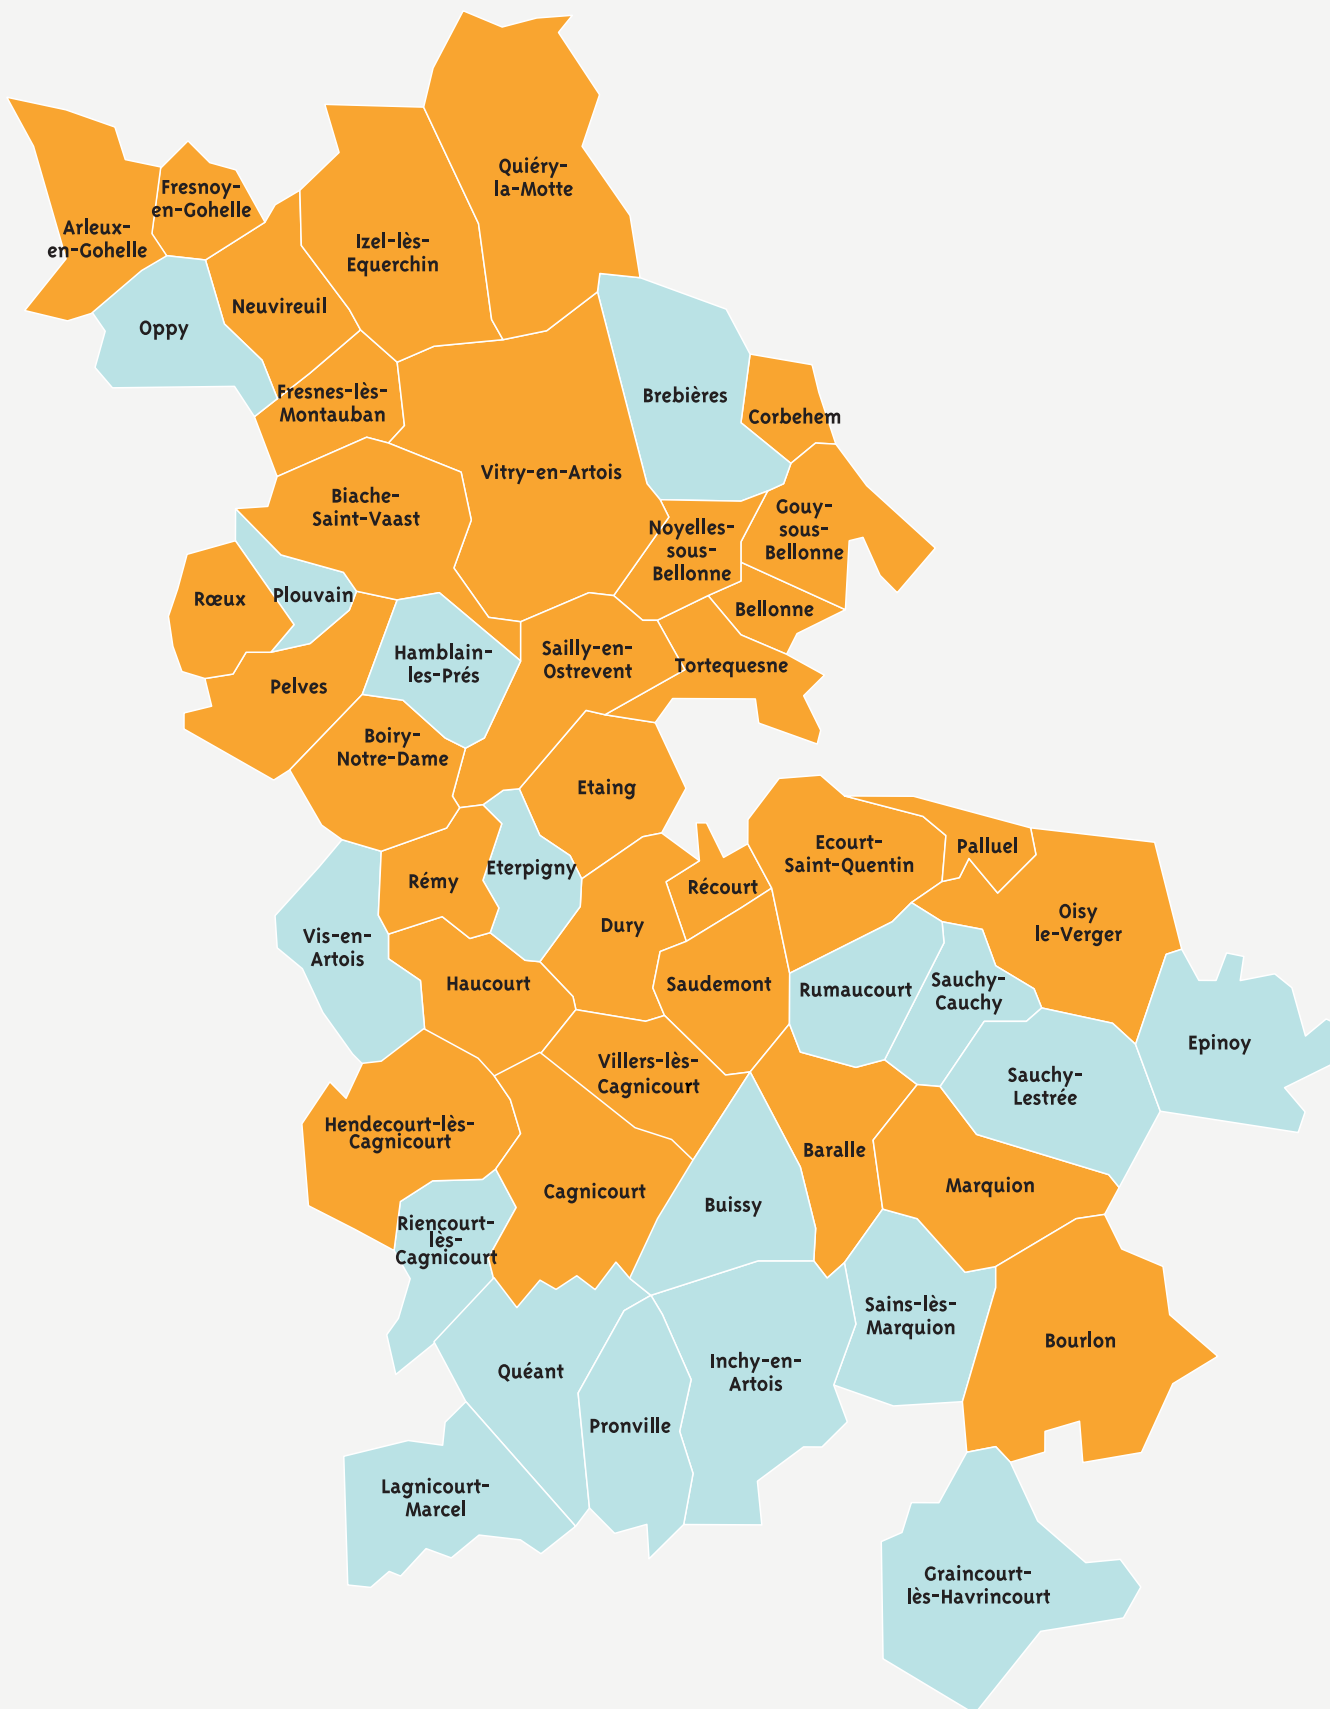 Quiéry-
la-Motte
Fresnoy-
en-Gohelle
Arleux-
en-Gohelle
Izel-lès-
Equerchin
Neuvireuil
Oppy
Fresnes-lès-
Montauban
Brebières
Corbehem
Vitry-en-Artois
Biache-
Saint-Vaast
Noyelles-
sous-
Bellonne
Gouy-
sous-
Bellonne
Rœux
Plouvain
Bellonne
Hamblain-
les-Prés
Sailly-en-
Ostrevent
Tortequesne
Pelves
Boiry-
Notre-Dame
Etaing
Ecourt-
Saint-Quentin
Palluel
Rémy
Eterpigny
Récourt
Dury
Oisy
le-Verger
Vis-en-
Artois
Haucourt
Saudemont
Rumaucourt
Sauchy-
Cauchy
Epinoy
Villers-lès-
Cagnicourt
Sauchy-
Lestrée
Hendecourt-lès-
Cagnicourt
Baralle
Marquion
Cagnicourt
Buissy
Riencourt-
lès-
Cagnicourt
Sains-lès-
Marquion
Bourlon
Quéant
Inchy-en-
Artois
Pronville
Lagnicourt-
Marcel
Graincourt-
lès-Havrincourt